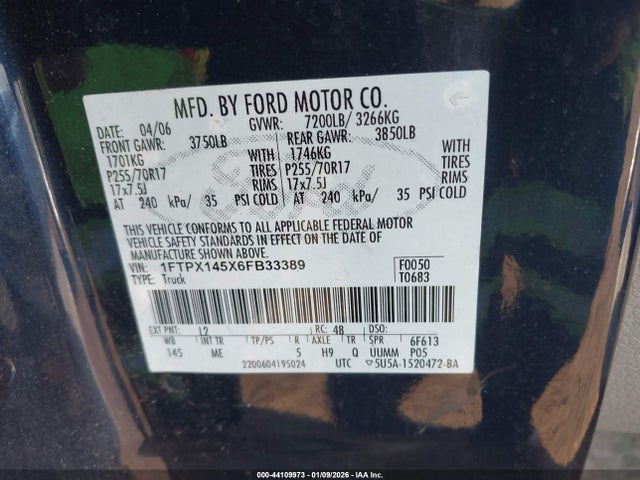 MFD. BY FORD MOTOR CO.
DATE: 04/06 GVWR: 7200LB/ 3266KG
FRONT GAWR: 3750LB REAR GAWR: 3850LB
1701KG WITH 1746KG WITH
P255/70R17 TIRES P255/70R17 TIRES
17x7.5J RIMS 17x7.5J RIMS
AT 240 kPa/ 35 PSI COLD AT 240 kPa/ 35 PSI COLD
THIS VEHICLE CONFORMS TO ALL APPLICABLE FEDERAL MOTOR
VEHICLE SAFETY STANDARDS IN EFFECT ON THE DATE OF
MANUFACTURE SHOWN ABOVE.
VIN: 1FTPX145X6FB33389 F0050
TYPE: Truck T0683
EXT PNT: L2 RC: 48 DSO:
WB INT TR TP/PS R AXLE TR SPR 6F613
145 ME 5 H9 Q UUMM P05
2200604195024 UTC 5U5A-1520472-BA
000-44109973 - 01/09/2026 - IAA Inc.